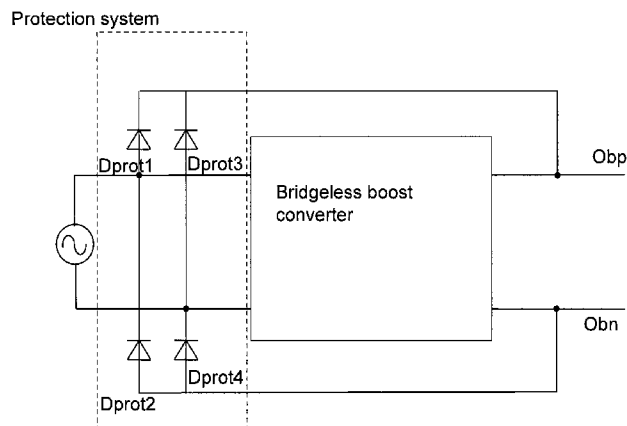 Protection system
Dprot1
Dprot3
Obp
Bridgeless boost
converter
Obn
Dprot4
Dprot2